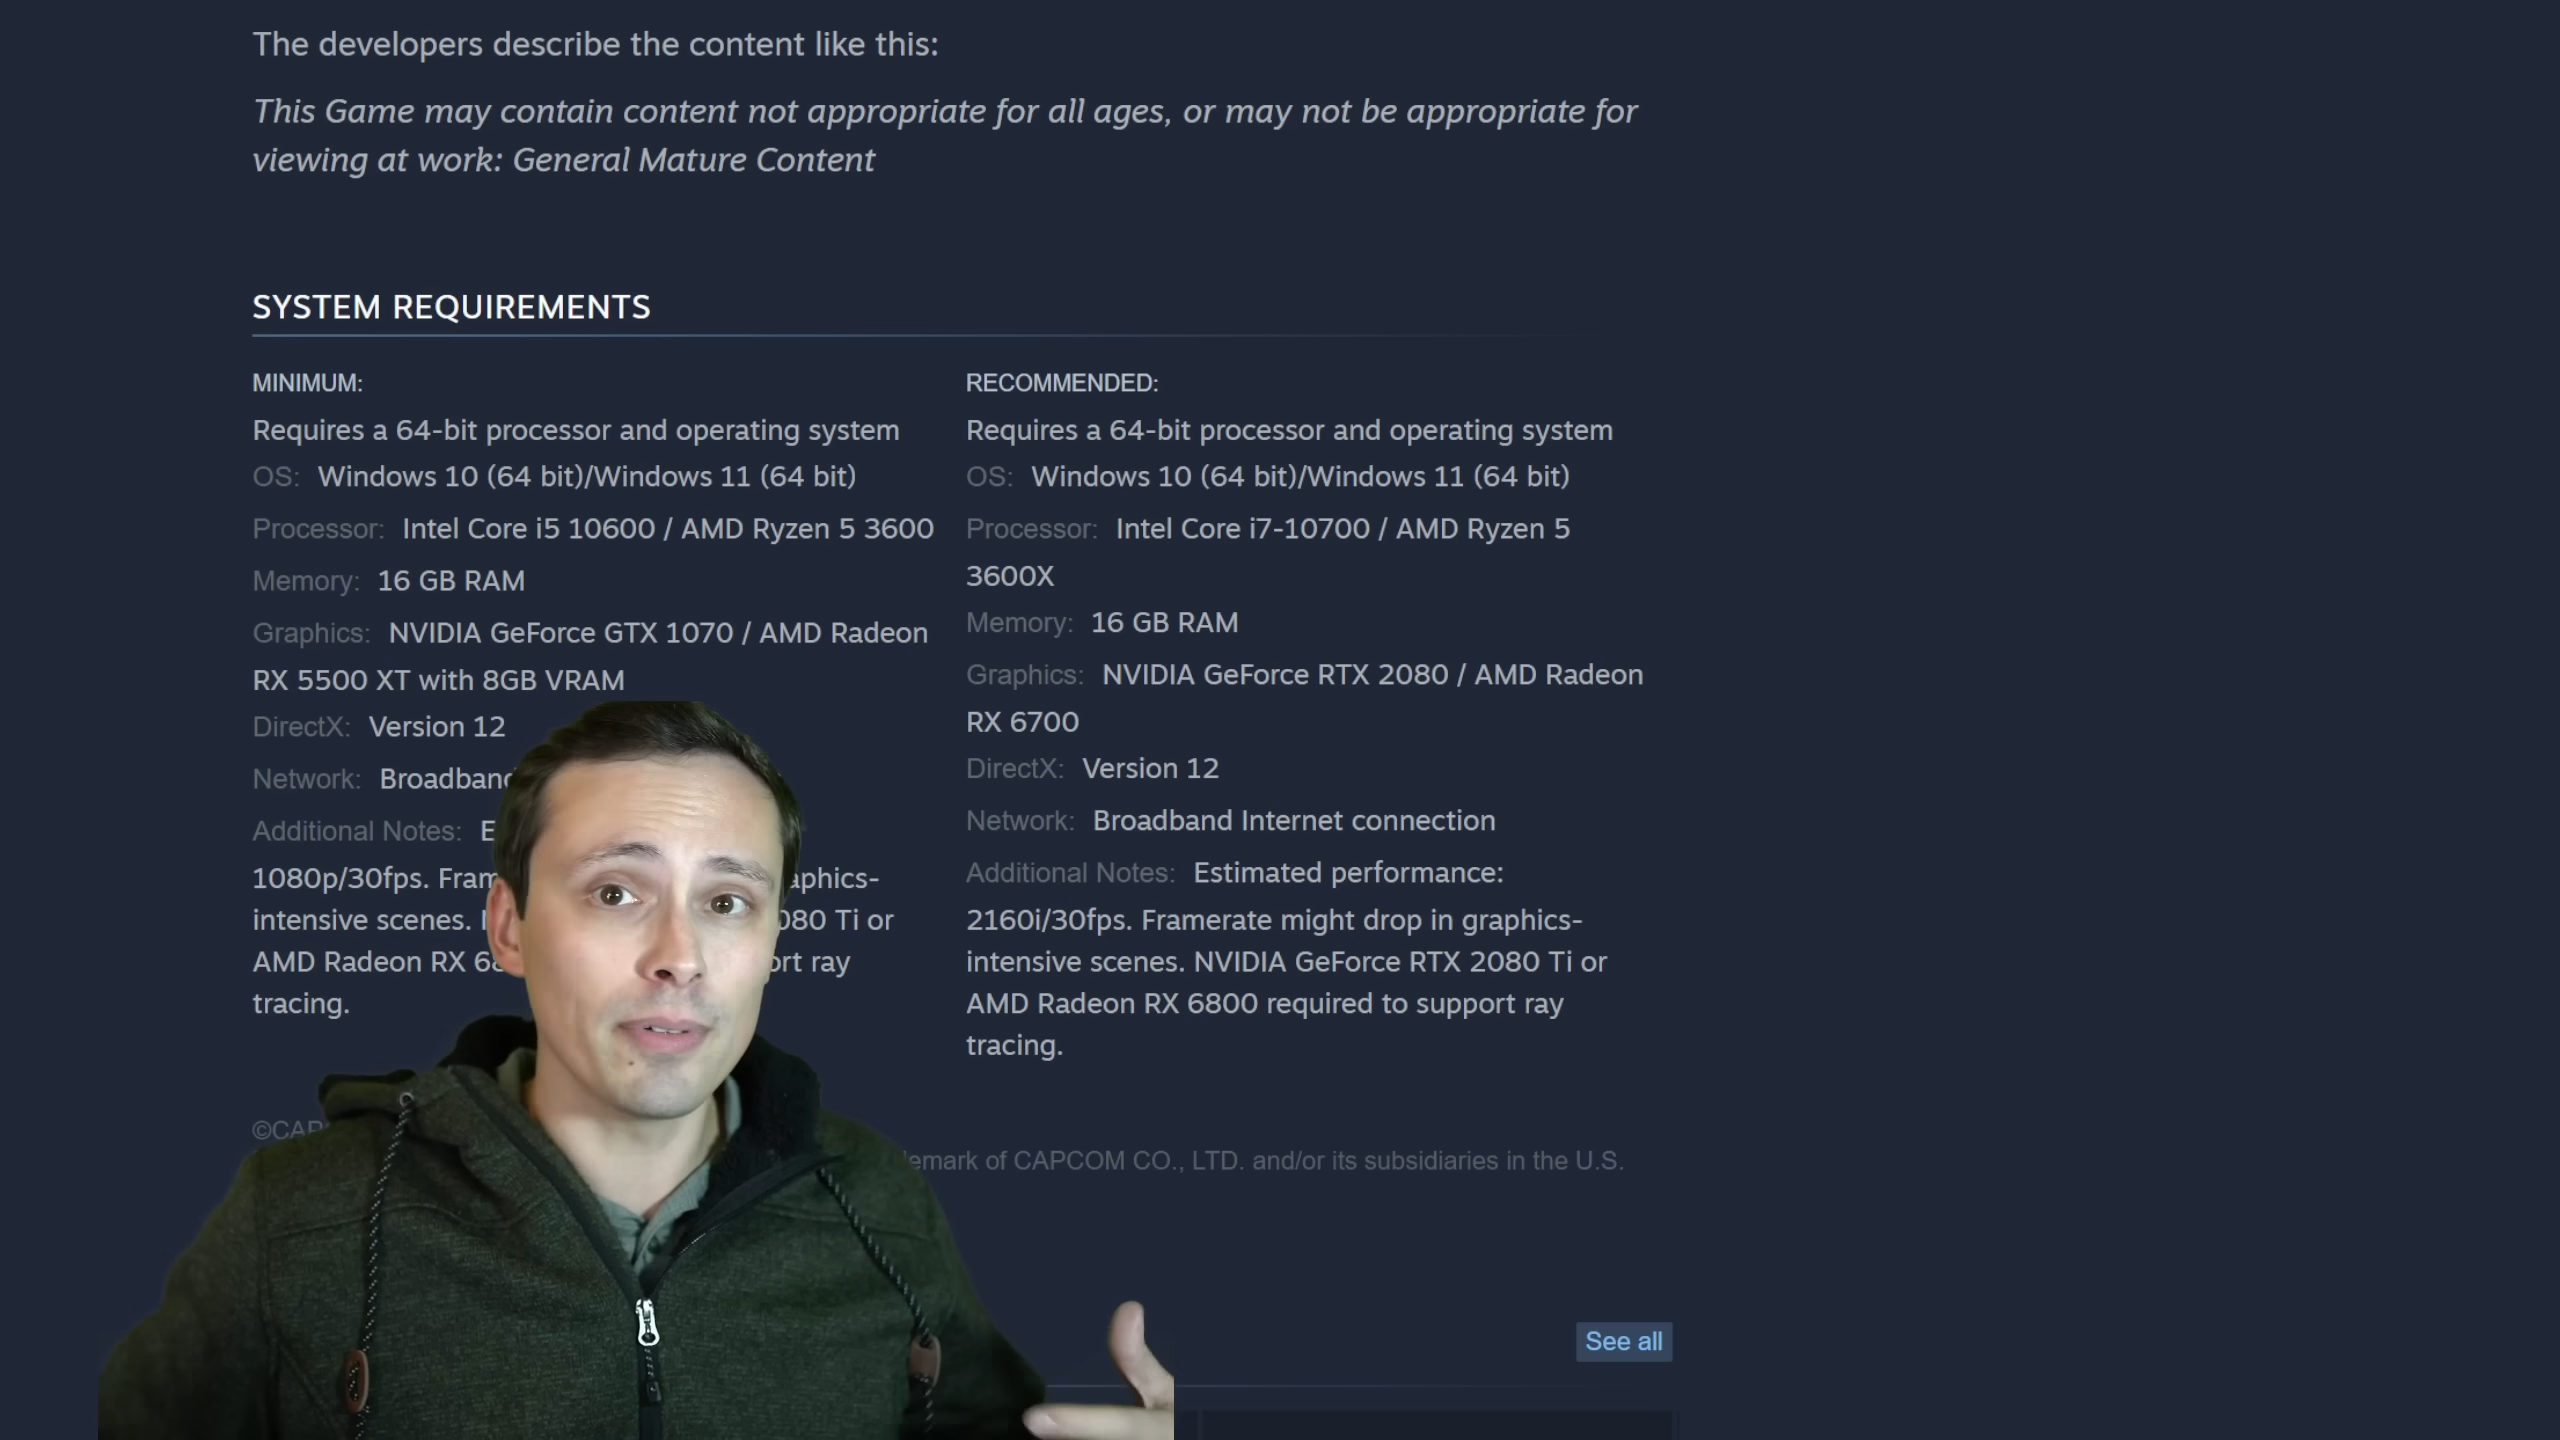 The developers describe the content like this:
This Game may contain content not appropriate for all ages, or may not be appropriate for
viewing at work: General Mature Content
SYSTEM REQUIREMENTS
MINIMUM:
Requires a 64-bit processor and operating system
OS: Windows 10 (64 bit)/Windows 11 (64 bit)
Processor: Intel Core i5 10600 / AMD Ryzen 5 3600
Memory: 16 GB RAM
Graphics: NVIDIA GeForce GTX 1070 / AMD Radeon
RX 5500 XT with 8GB VRAM
DirectX: Version 12
Network:
Additional Notes:
1080p/30fps.
intensive scenes. Ti or
AMD Radeon RX ray
tracing.
RECOMMENDED:
Requires a 64-bit processor and operating system
OS: Windows 10 (64 bit)/Windows 11 (64 bit)
Processor: Intel Core i7-10700 / AMD Ryzen 5
3600X
Memory: 16 GB RAM
Graphics: NVIDIA GeForce RTX 2080 / AMD Radeon
RX 6700
DirectX: Version 12
Network: Broadband Internet connection
Additional Notes: Estimated performance:
2160i/30fps. Framerate might drop in graphics-
intensive scenes. NVIDIA GeForce RTX 2080 Ti or
AMD Radeon RX 6800 required to support ray
tracing.
of CAPCOM CO., LTD. and/or its subsidiaries in the U.S.
See all